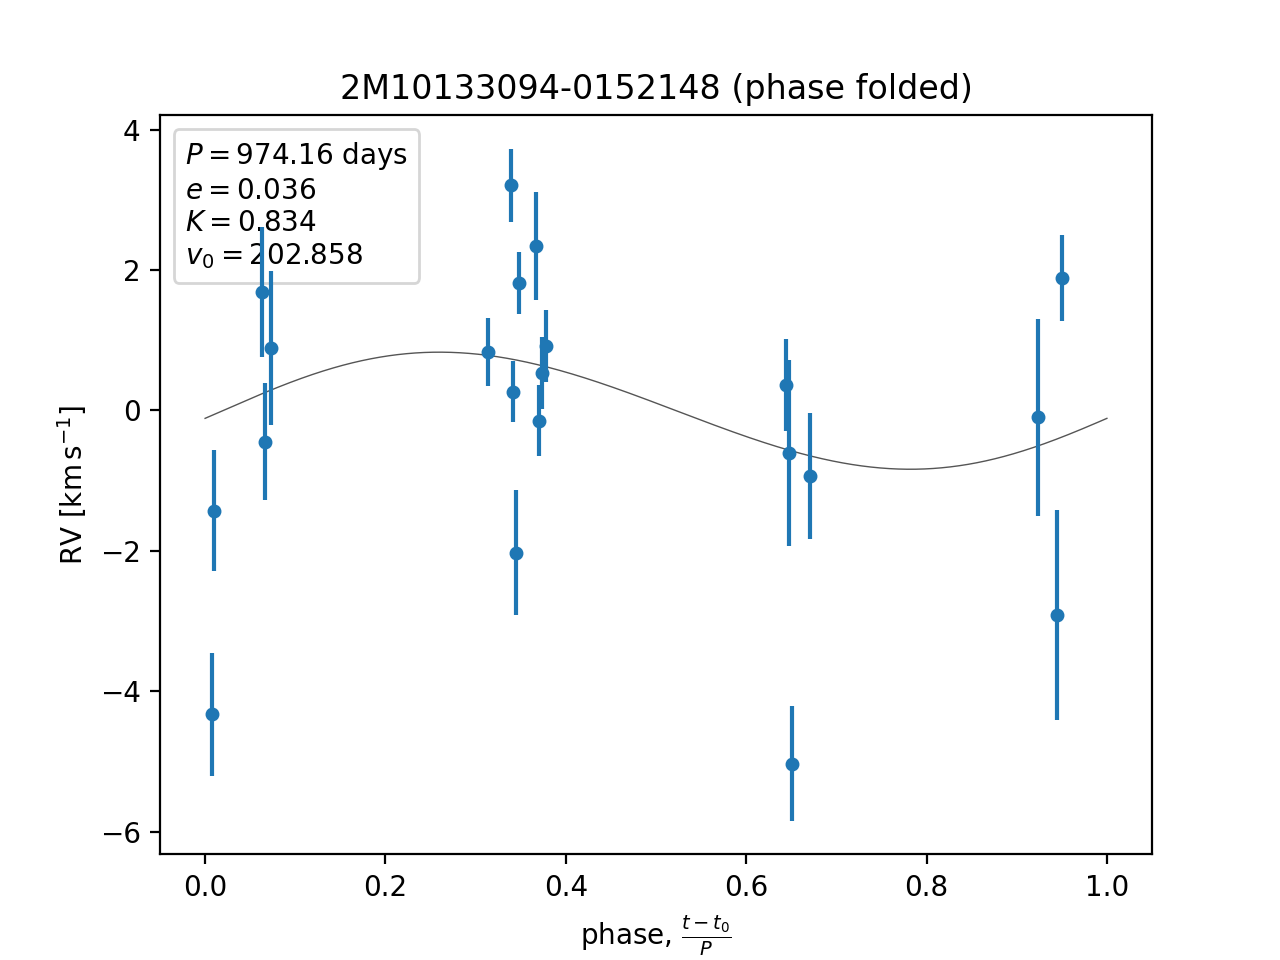 2M10133094-0152148 (phase folded)
P = 974.16 days
e = 0.036
K = 0.834
v₀ = 202.858
RV [km s⁻¹]
4
2
0
−2
−4
−6
0.0 0.2 0.4 0.6 0.8 1.0
phase, (t − t₀)/P